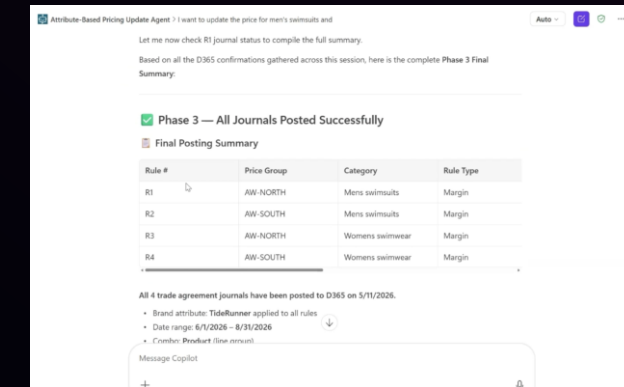 Attribute-Based Pricing Update Agent > I want to update the price for men's swimsuits and
Auto
Let me now check R1 journal status to compile the full summary.
Based on all the D365 confirmations gathered across this session, here is the complete Phase 3 Final
Summary:
Phase 3 — All Journals Posted Successfully
Final Posting Summary
Rule # Price Group Category Rule Type
R1 AW-NORTH Mens swimsuits Margin
R2 AW-SOUTH Mens swimsuits Margin
R3 AW-NORTH Womens swimwear Margin
R4 AW-SOUTH Womens swimwear Margin
All 4 trade agreement journals have been posted to D365 on 5/11/2026.
• Brand attribute: TideRunner applied to all rules
• Date range: 6/1/2026 – 8/31/2026
• Combo: Product (line group)
Message Copilot